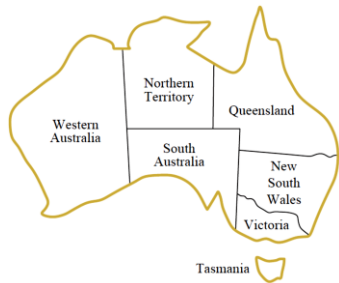 Northern
Territory
Queensland
Western
Australia
South
Australia
New
South
Wales
Victoria
Tasmania